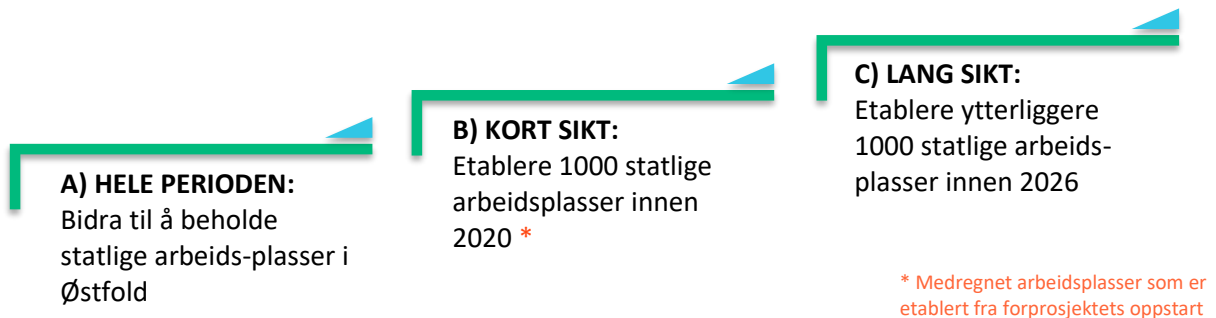 A) HELE PERIODEN:
Bidra til å beholde
statlige arbeids-plasser i
Østfold
B) KORT SIKT:
Etablere 1000 statlige
arbeidsplasser innen
2020 *
C) LANG SIKT:
Etablere ytterliggere
1000 statlige arbeids-
plasser innen 2026
* Medregnet arbeidsplasser som er
etablert fra forprosjektets oppstart